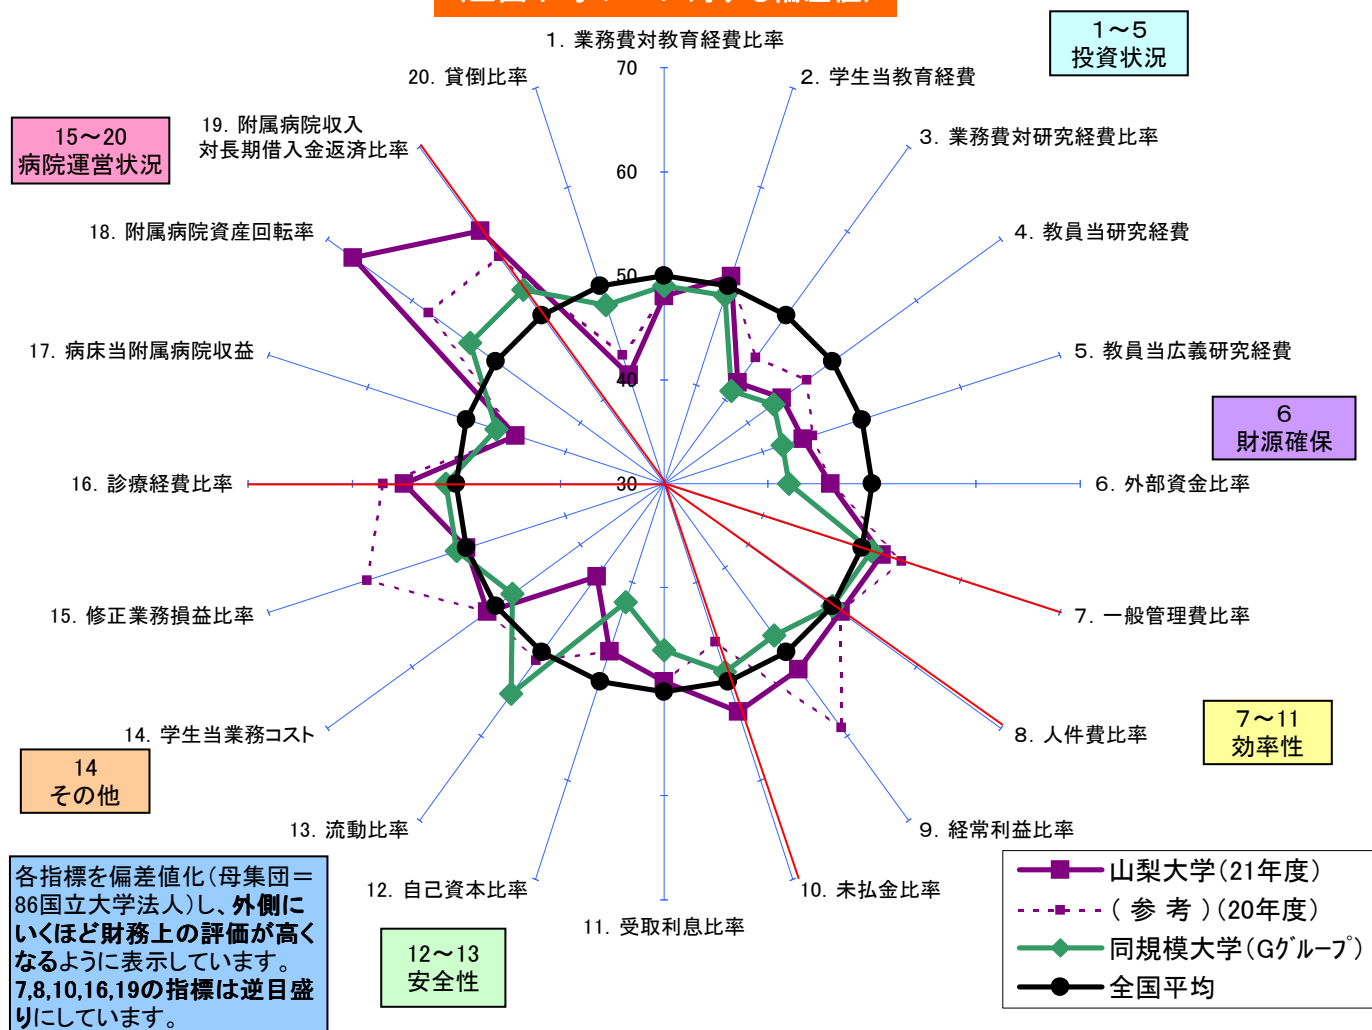 1～5
投資状況
1. 業務費対教育経費比率
2. 学生当教育経費
3. 業務費対研究経費比率
4. 教員当研究経費
5. 教員当広義研究経費
6
財源確保
6. 外部資金比率
7. 一般管理費比率
8. 人件費比率
7～11
効率性
9. 経常利益比率
10. 未払金比率
11. 受取利息比率
12. 自己資本比率
12～13
安全性
13. 流動比率
14. 学生当業務コスト
14
その他
15. 修正業務損益比率
16. 診療経費比率
17. 病床当附属病院収益
18. 附属病院資産回転率
15～20
病院運営状況
19. 附属病院収入
対長期借入金返済比率
20. 貸倒比率
70
60
50
40
30
各指標を偏差値化(母集団＝
86国立大学法人)し、外側に
いくほど財務上の評価が高く
なるように表示しています。
7,8,10,16,19の指標は逆目盛
りにしています。
山梨大学(21年度)
(参考)(20年度)
同規模大学(Gｸﾞﾙｰﾌﾟ)
全国平均